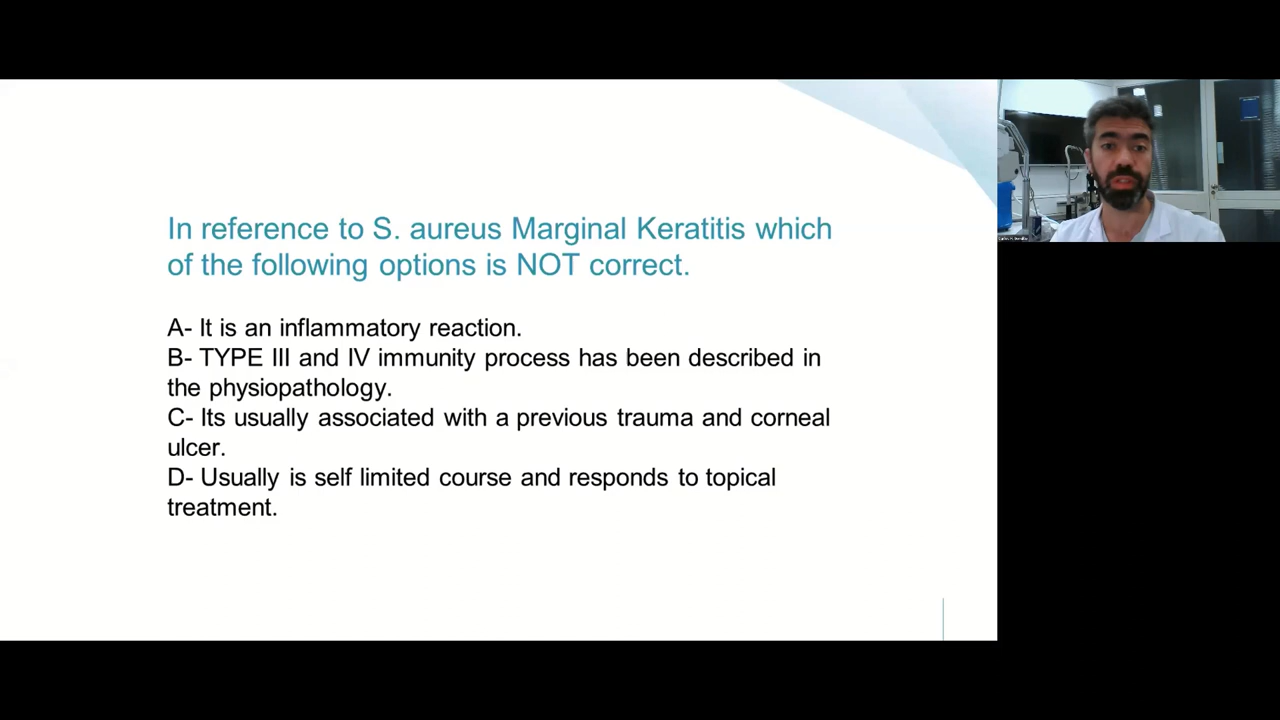 In reference to S. aureus Marginal Keratitis which
of the following options is NOT correct.
A- It is an inflammatory reaction.
B- TYPE III and IV immunity process has been described in
the physiopathology.
C- Its usually associated with a previous trauma and corneal
ulcer.
D- Usually is self limited course and responds to topical
treatment.